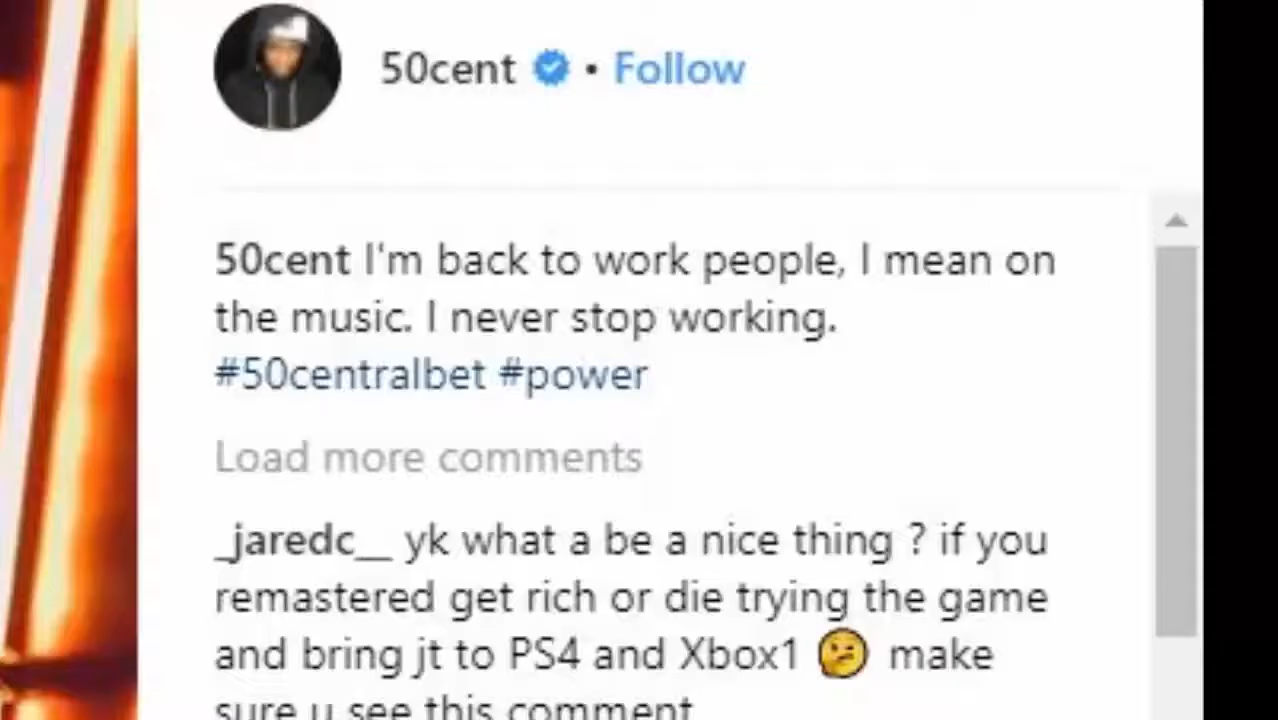 50cent • Follow
50cent I'm back to work people, I mean on
the music. I never stop working.
#50centralbet #power
Load more comments
_jaredc__ yk what a be a nice thing ? if you
remastered get rich or die trying the game
and bring jt to PS4 and Xbox1 🤔 make
sure u see this comment